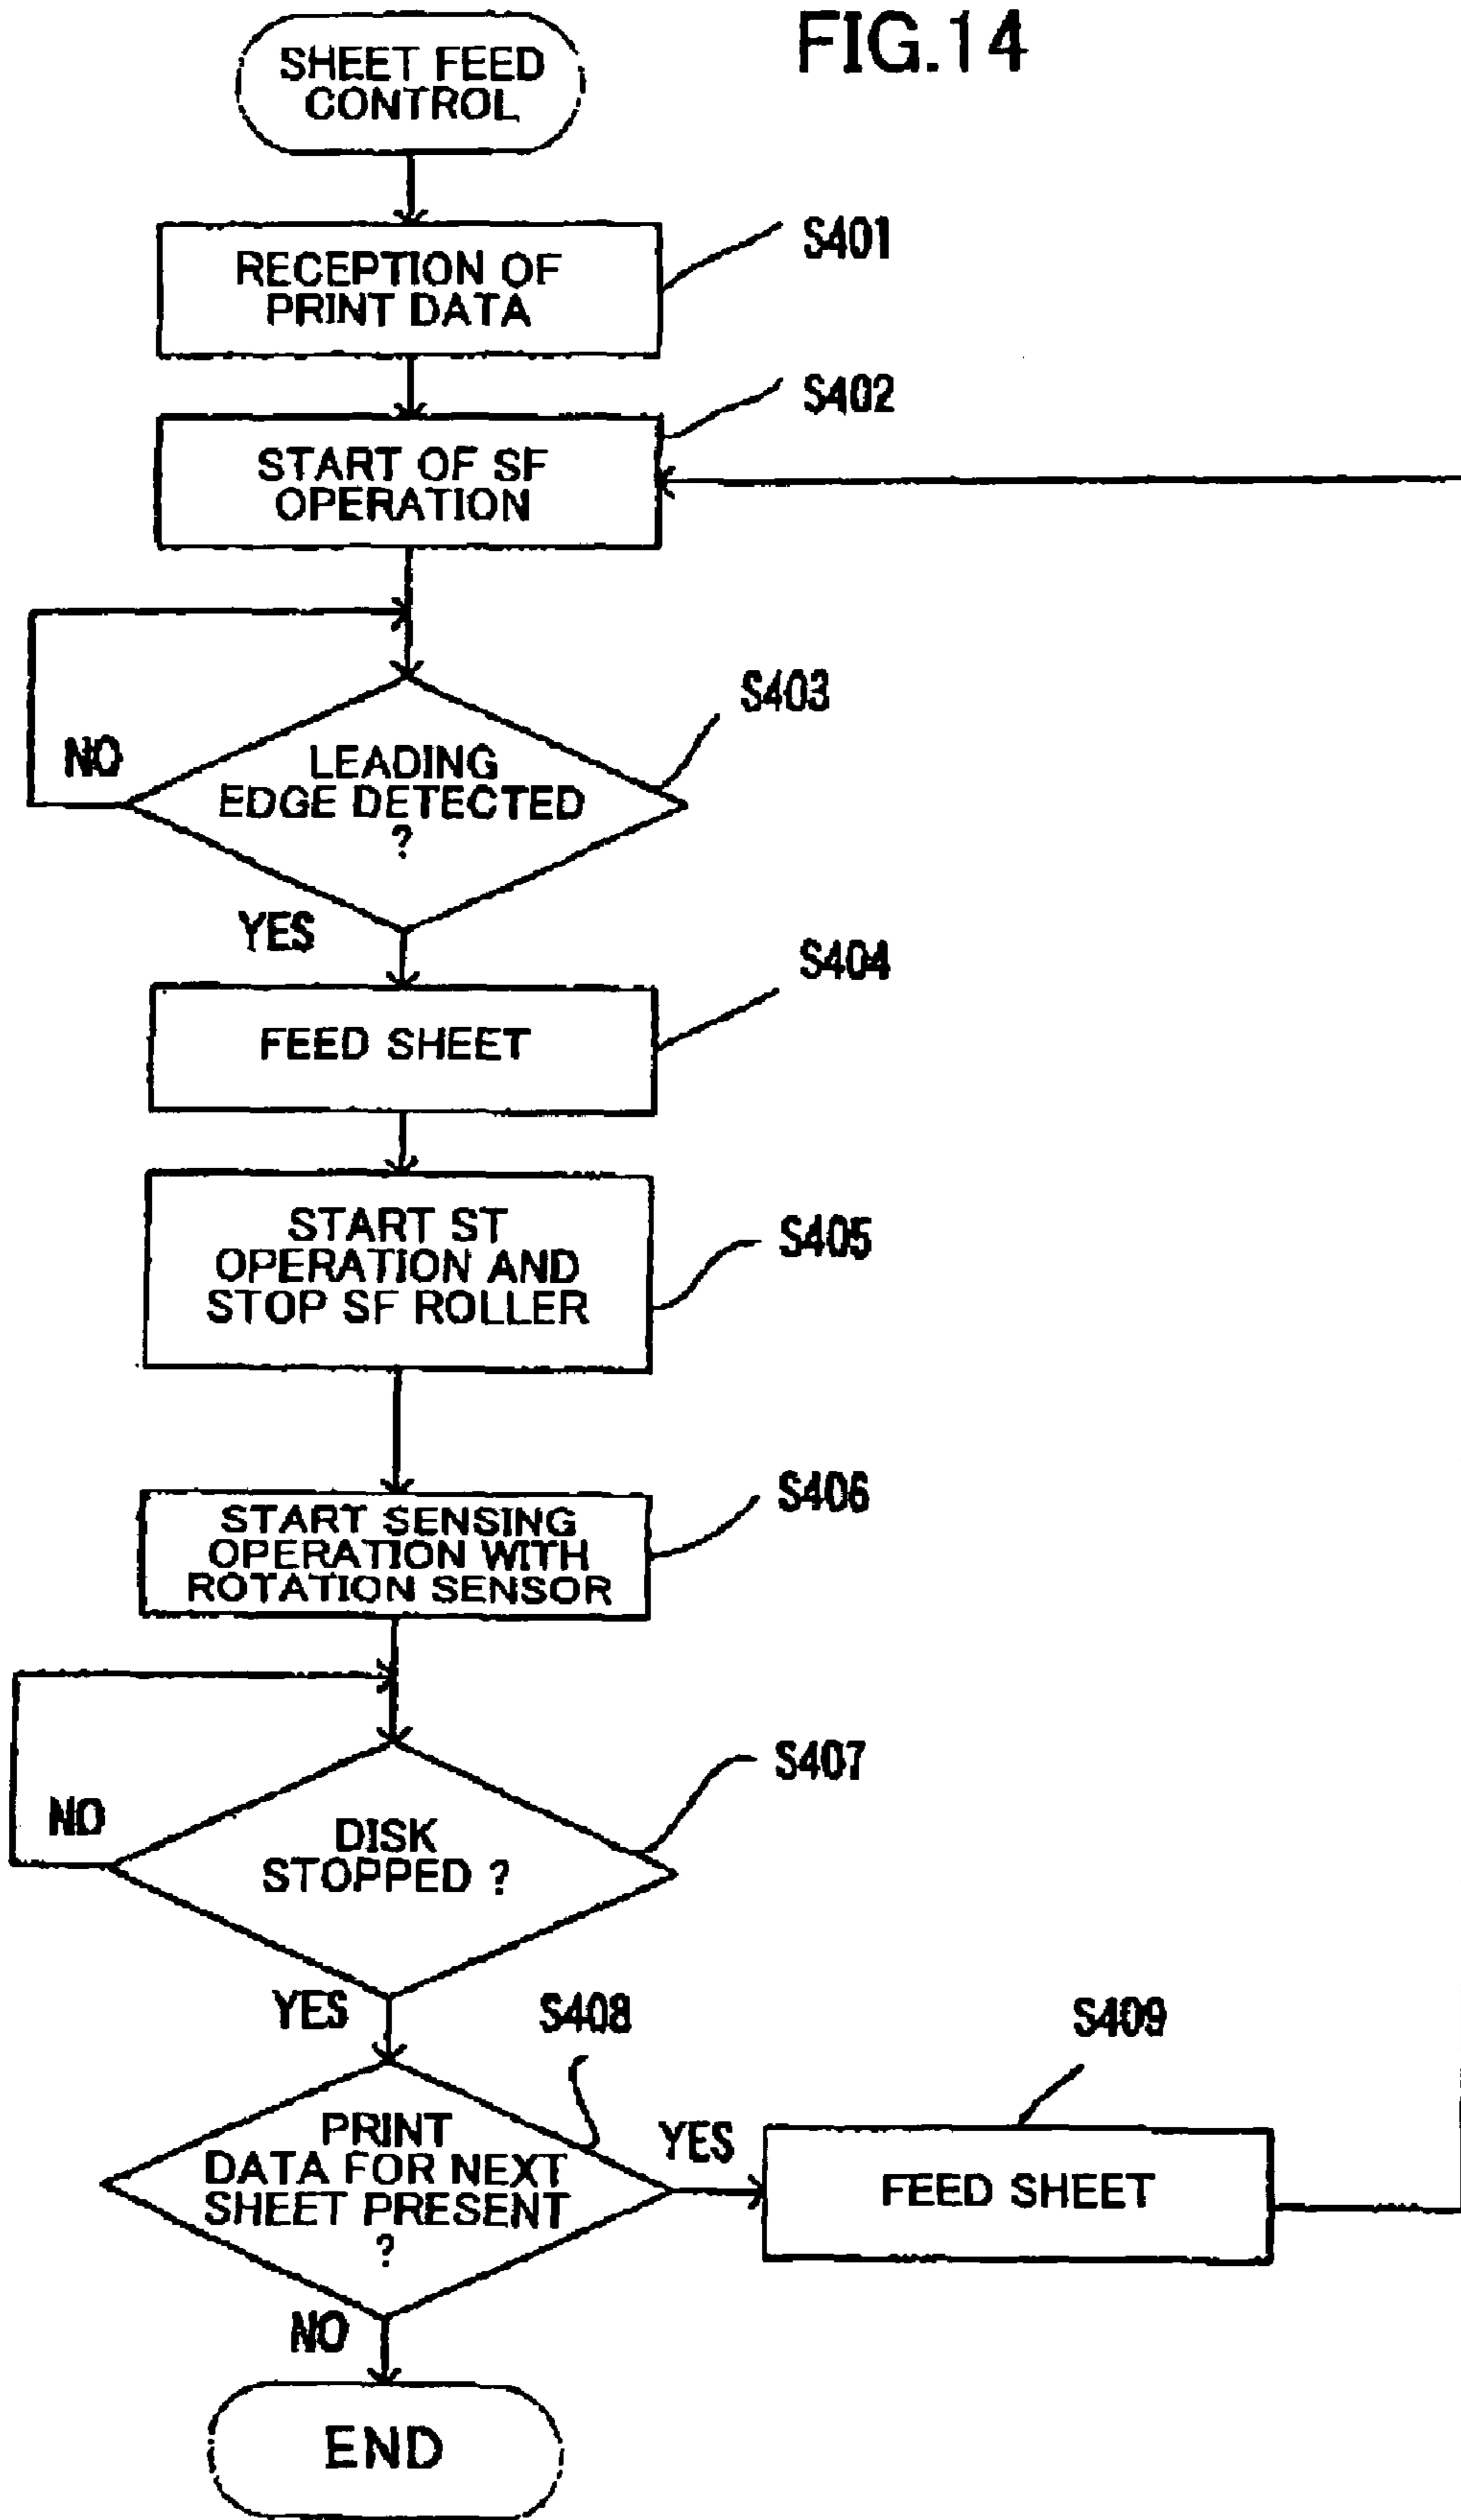 FIG.14
SHEET FEED
CONTROL
S401
RECEPTION OF
PRINT DATA
S402
START OF SF
OPERATION
S403
NO
LEADING
EDGE DETECTED
?
YES
S404
FEED SHEET
S405
START ST
OPERATION AND
STOP SF ROLLER
S406
START SENSING
OPERATION WITH
ROTATION SENSOR
S407
NO
DISK
STOPPED ?
YES
S408
S409
PRINT
DATA FOR NEXT
SHEET PRESENT
?
YES
FEED SHEET
NO
END